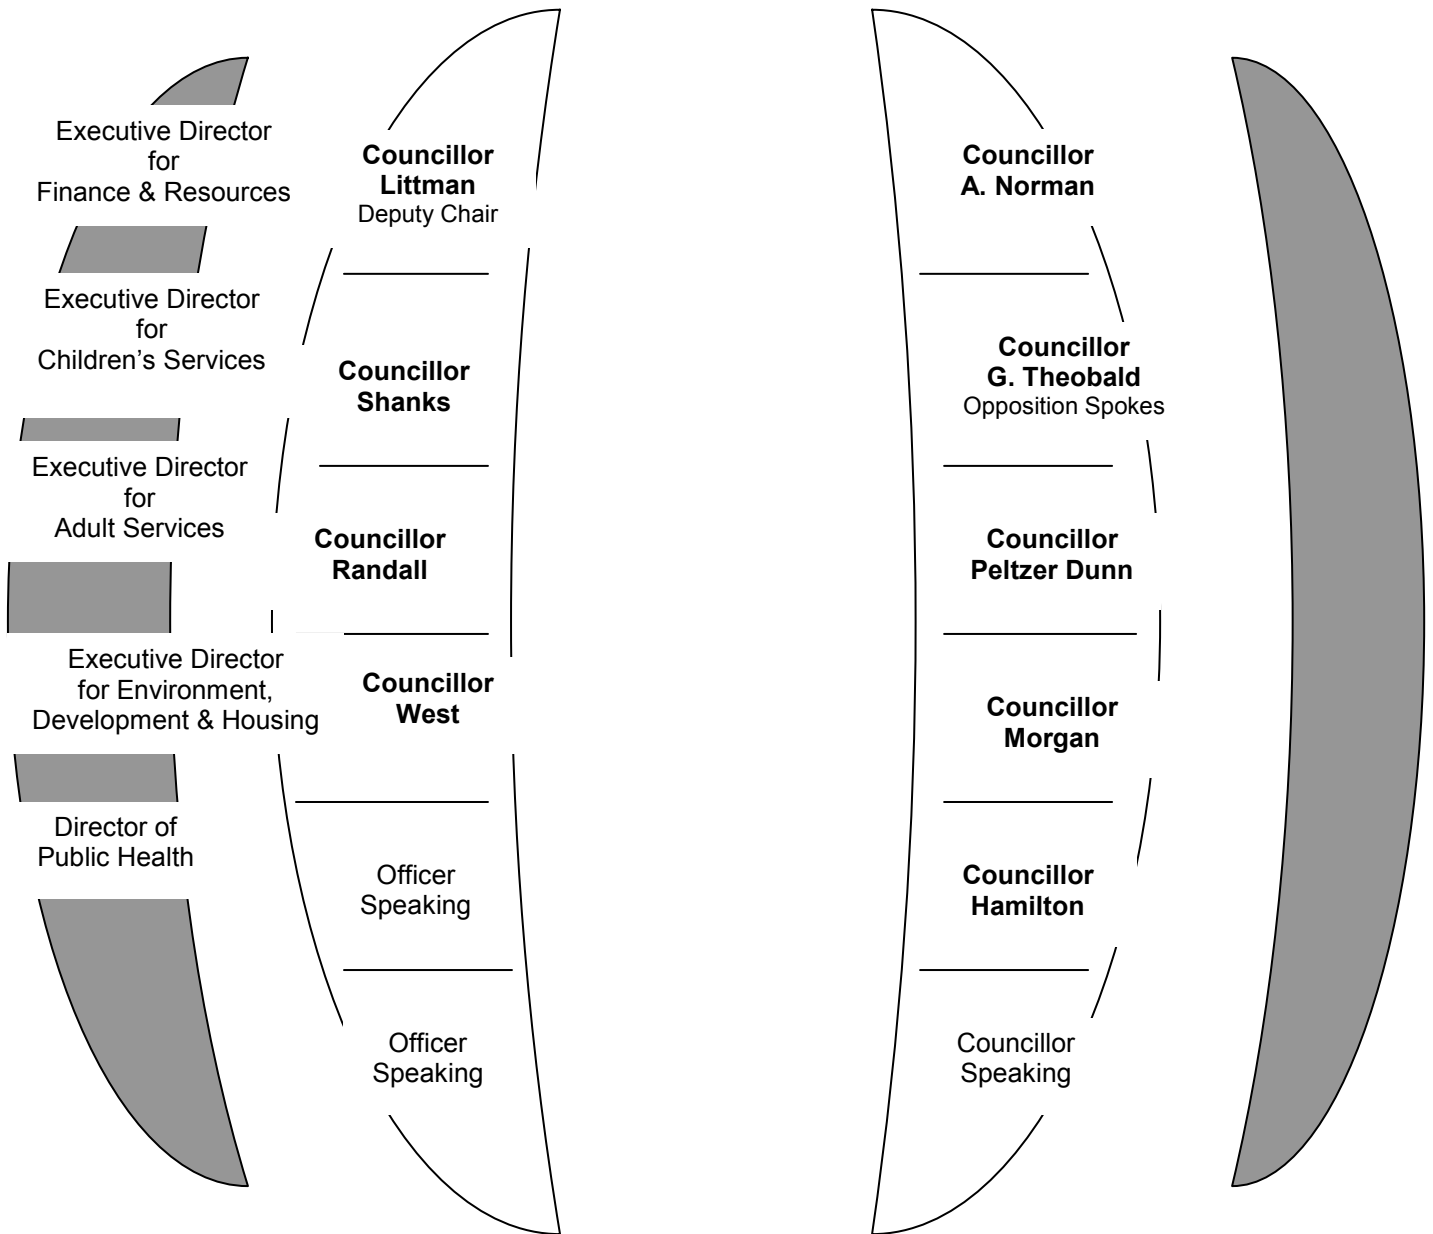 Executive Director
for
Finance & Resources
Executive Director
for
Children’s Services
Executive Director
for
Adult Services
Executive Director
for Environment,
Development & Housing
Director of
Public Health
Councillor
Littman
Deputy Chair
Councillor
Shanks
Councillor
Randall
Councillor
West
Officer
Speaking
Officer
Speaking
Councillor
A. Norman
Councillor
G. Theobald
Opposition Spokes
Councillor
Peltzer Dunn
Councillor
Morgan
Councillor
Hamilton
Councillor
Speaking